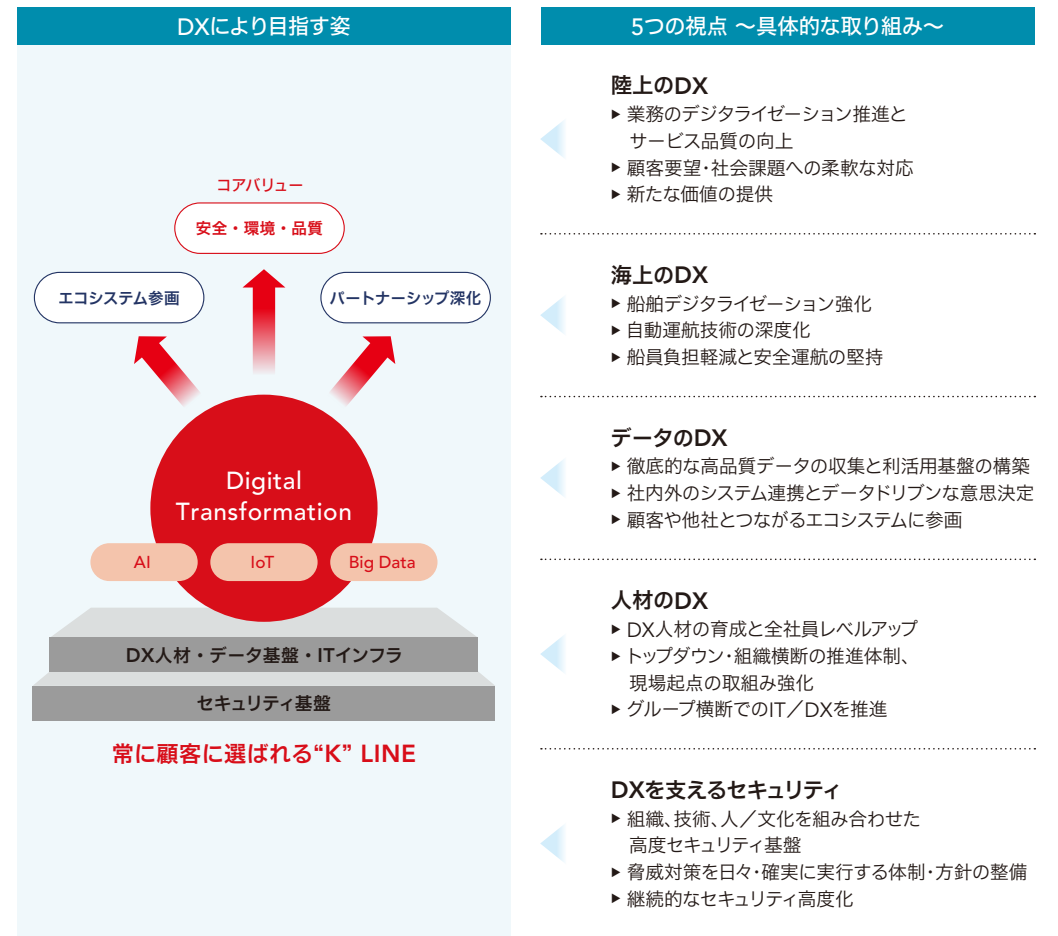 DXにより目指す姿
コアバリュー
安全・環境・品質
エコシステム参画
パートナーシップ深化
Digital
Transformation
AI
IoT
Big Data
DX人材・データ基盤・ITインフラ
セキュリティ基盤
常に顧客に選ばれる“K” LINE
5つの視点 ～具体的な取り組み～
陸上のDX
▶ 業務のデジタライゼーション推進と
サービス品質の向上
▶ 顧客要望・社会課題への柔軟な対応
▶ 新たな価値の提供
海上のDX
▶ 船舶デジタライゼーション強化
▶ 自動運航技術の深度化
▶ 船員負担軽減と安全運航の堅持
データのDX
▶ 徹底的な高品質データの収集と利活用基盤の構築
▶ 社内外のシステム連携とデータドリブンな意思決定
▶ 顧客や他社とつながるエコシステムに参画
人材のDX
▶ DX人材の育成と全社員レベルアップ
▶ トップダウン・組織横断の推進体制、
現場起点の取組み強化
▶ グループ横断でのIT／DXを推進
DXを支えるセキュリティ
▶ 組織、技術、人／文化を組み合わせた
高度セキュリティ基盤
▶ 脅威対策を日々・確実に実行する体制・方針の整備
▶ 継続的なセキュリティ高度化